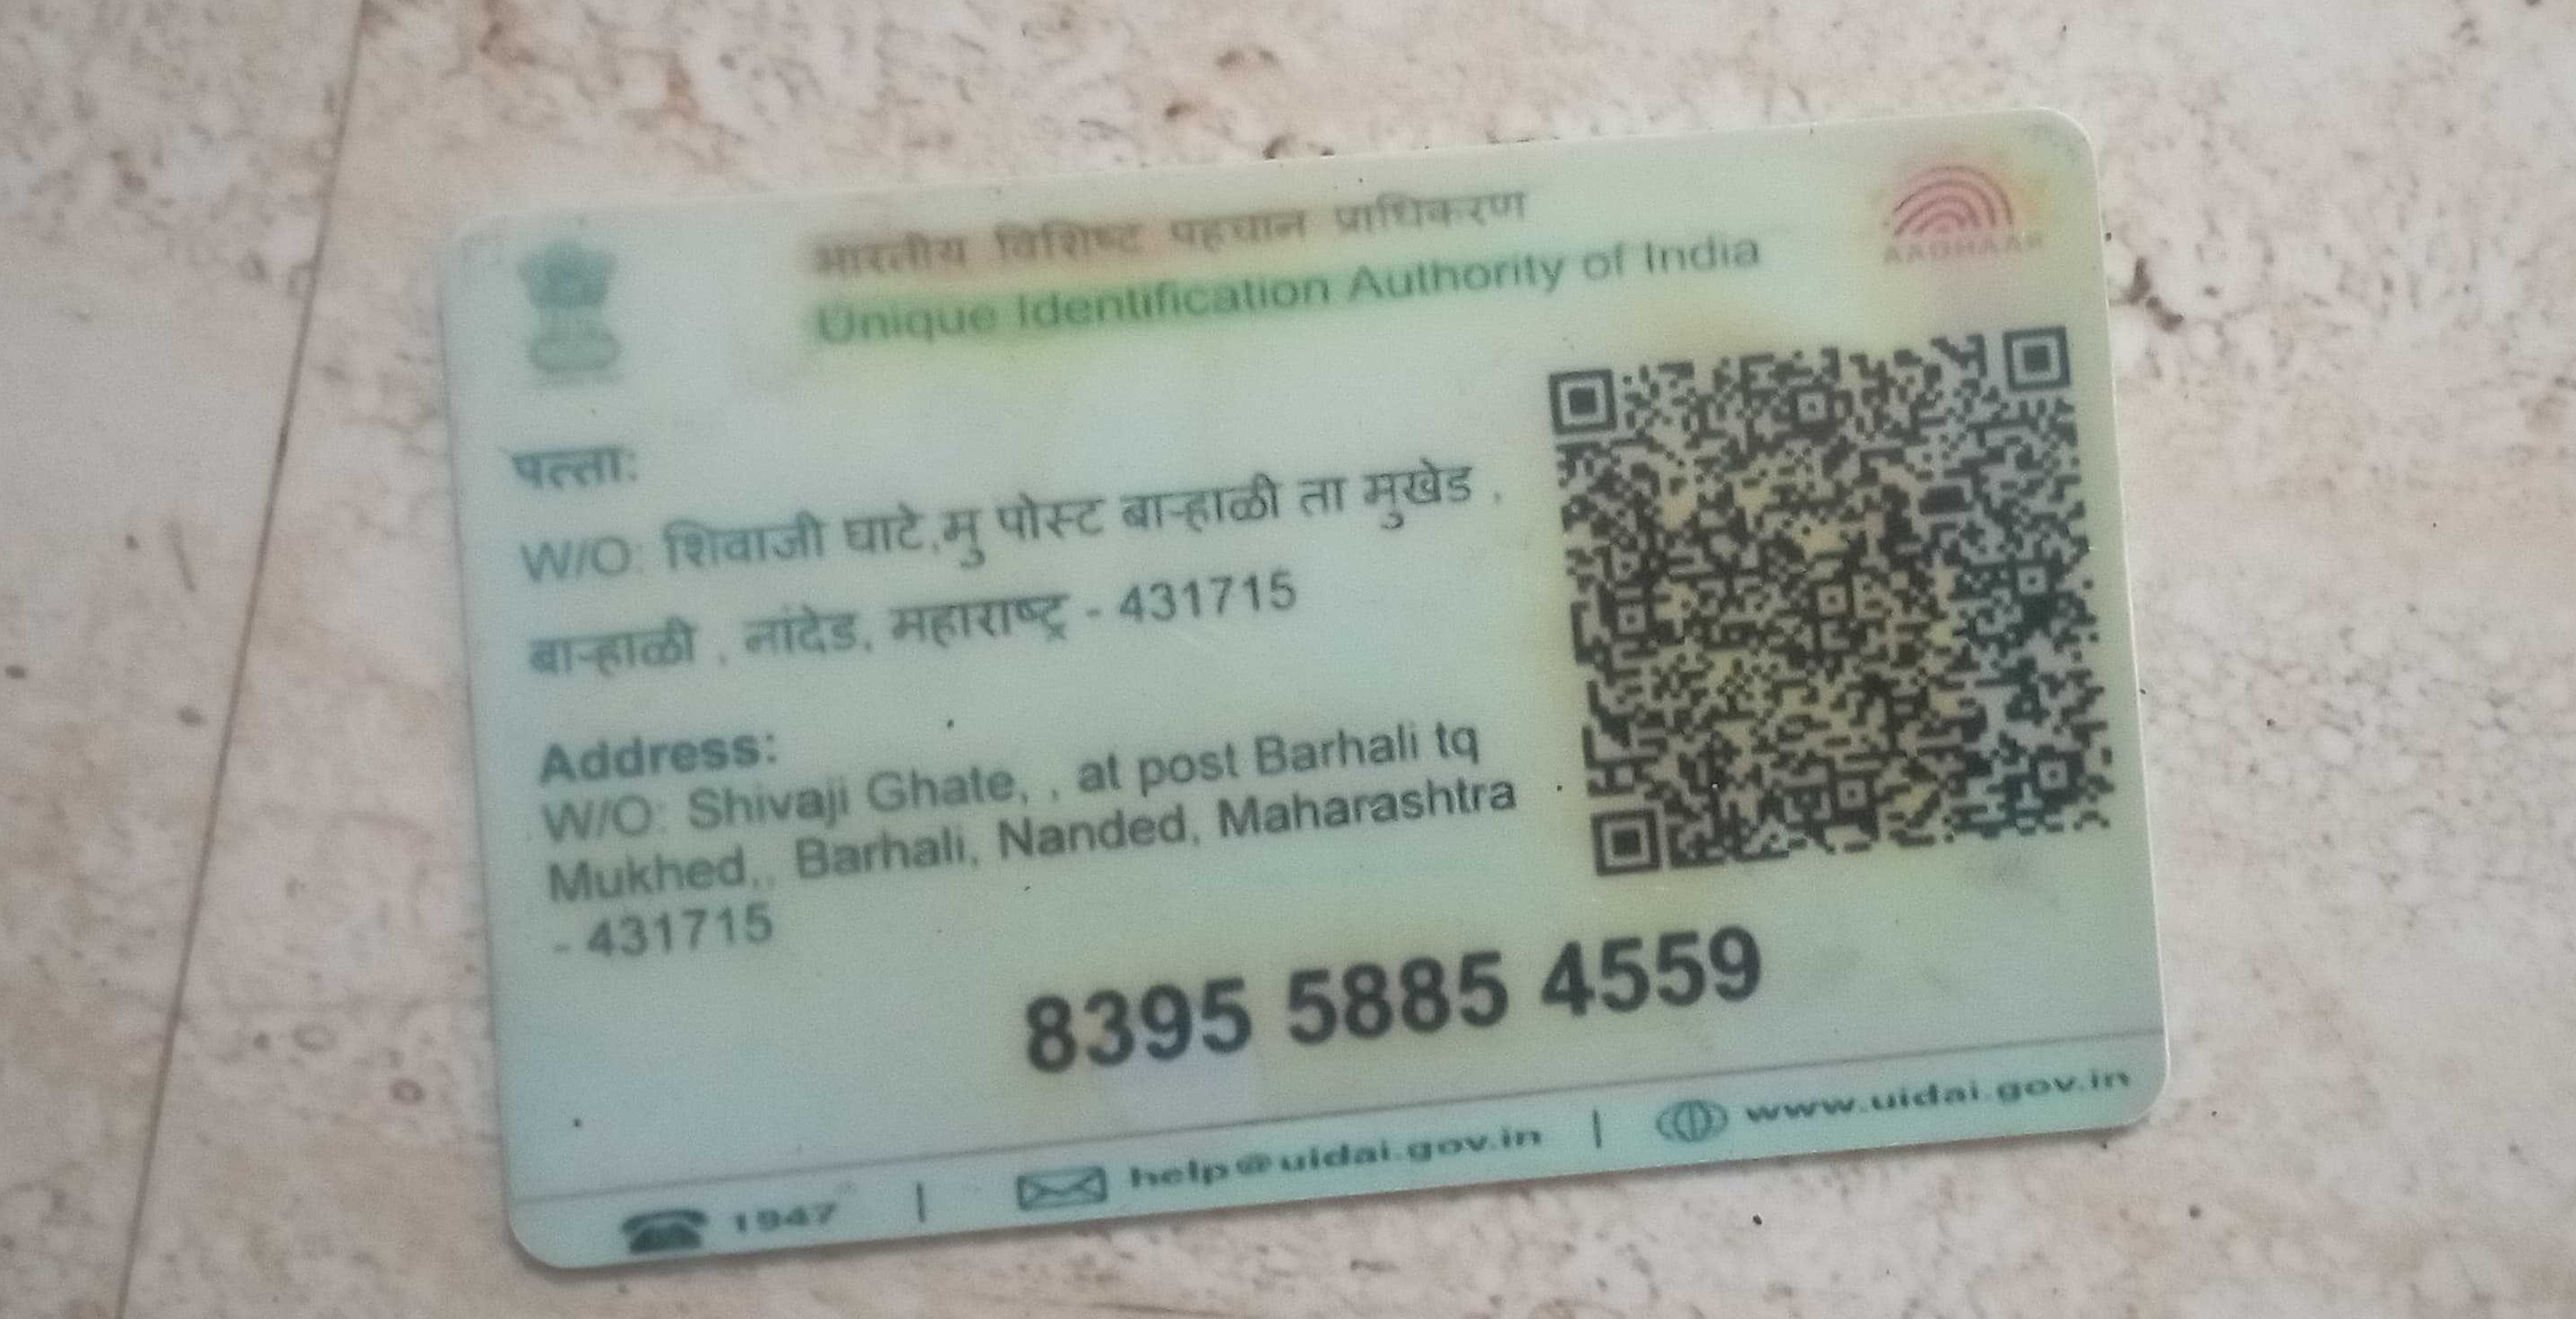 भारतीय विशिष्ट पहचान प्राधिकरण
Unique Identification Authority of India
AADHAAR
पत्ता:
W/O: शिवाजी घाटे,मु पोस्ट बाऱ्हाळी ता मुखेड ,
बाऱ्हाळी , नांदेड, महाराष्ट्र - 431715
Address:
W/O: Shivaji Ghate, , at post Barhali tq
Mukhed,, Barhali, Nanded, Maharashtra
- 431715
8395 5885 4559
1947 | help@uidai.gov.in | www.uidai.gov.in